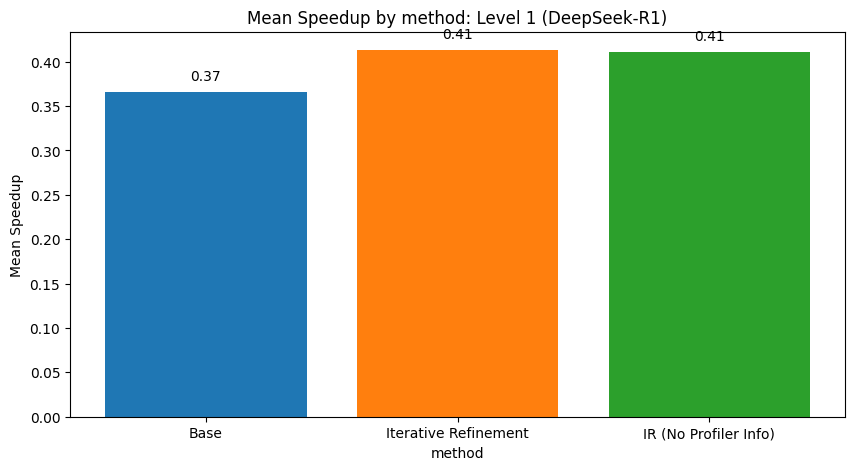 Mean Speedup by method: Level 1 (DeepSeek-R1)
0.41
0.41
0.37
0.40
0.35
0.30
0.25
0.20
0.15
0.10
0.05
0.00
Mean Speedup
Base
Iterative Refinement
IR (No Profiler Info)
method